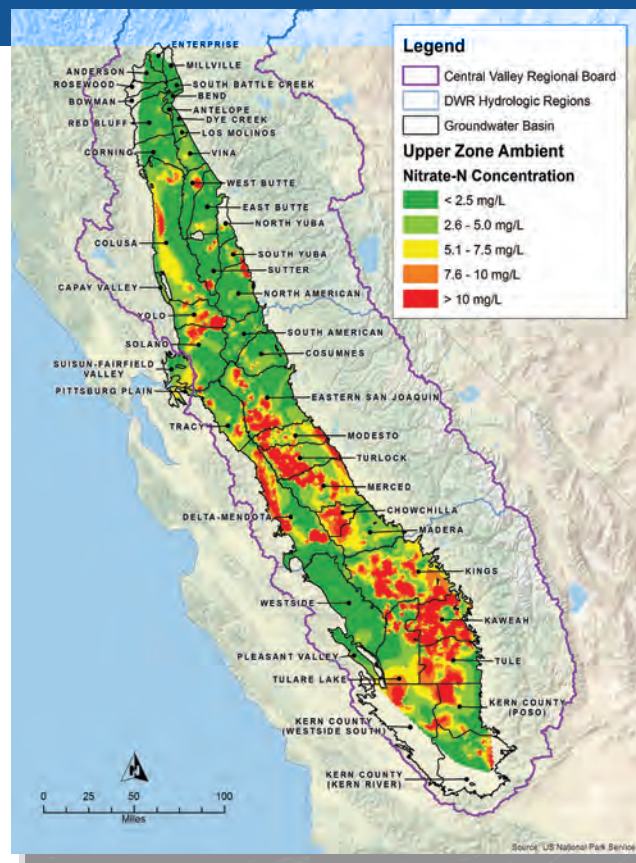 ENTERPRISE
ANDERSON
MILLVILLE
ROSEWOOD
SOUTH BATTLE CREEK
BEND
BOWMAN
ANTELOPE
DYE CREEK
RED BLUFF
LOS MOLINOS
CORNING
VINA
WEST BUTTE
EAST BUTTE
NORTH YUBA
COLUSA
SOUTH YUBA
SUTTER
CAPAY VALLEY
NORTH AMERICAN
YOLO
SOUTH AMERICAN
SOLANO
COSUMNES
SUISUN-FAIRFIELD
VALLEY
PITTSBURG PLAIN
EASTERN SAN JOAQUIN
TRACY
MODESTO
TURLOCK
MERCED
CHOWCHILLA
DELTA-MENDOTA
MADERA
KINGS
WESTSIDE
KAWEAH
PLEASANT VALLEY
TULE
TULARE LAKE
KERN COUNTY
(POSO)
KERN COUNTY
(WESTSIDE SOUTH)
KERN COUNTY
(KERN RIVER)
Legend
Central Valley Regional Board
DWR Hydrologic Regions
Groundwater Basin
Upper Zone Ambient
Nitrate-N Concentration
< 2.5 mg/L
2.6 - 5.0 mg/L
5.1 - 7.5 mg/L
7.6 - 10 mg/L
> 10 mg/L
N
0 25 50 100
Miles
Source: US National Park Service